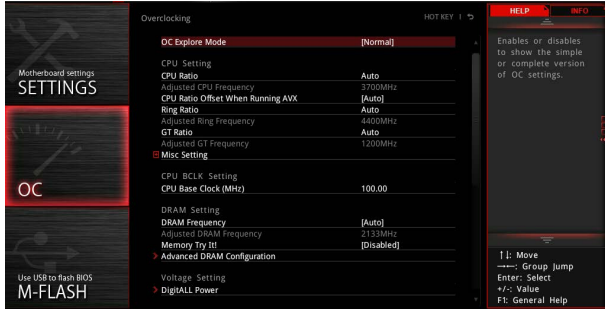 Overclocking
HOT KEY |
HELP
INFO
OC Explore Mode [Normal]
CPU Setting
CPU Ratio Auto
Adjusted CPU Frequency 3700MHz
CPU Ratio Offset When Running AVX [Auto]
Ring Ratio Auto
Adjusted Ring Frequency 4400MHz
GT Ratio Auto
Adjusted GT Frequency 1200MHz
Misc Setting
CPU BCLK Setting
CPU Base Clock (MHz) 100.00
DRAM Setting
DRAM Frequency [Auto]
Adjusted DRAM Frequency 2133MHz
Memory Try It! [Disabled]
Advanced DRAM Configuration
Voltage Setting
DigitALL Power
Motherboard settings
SETTINGS
OC
Use USB to flash BIOS
M-FLASH
Enables or disables
to show the simple
or complete version
of OC settings.
↑↓: Move
→←: Group Jump
Enter: Select
+/-: Value
F1: General Help